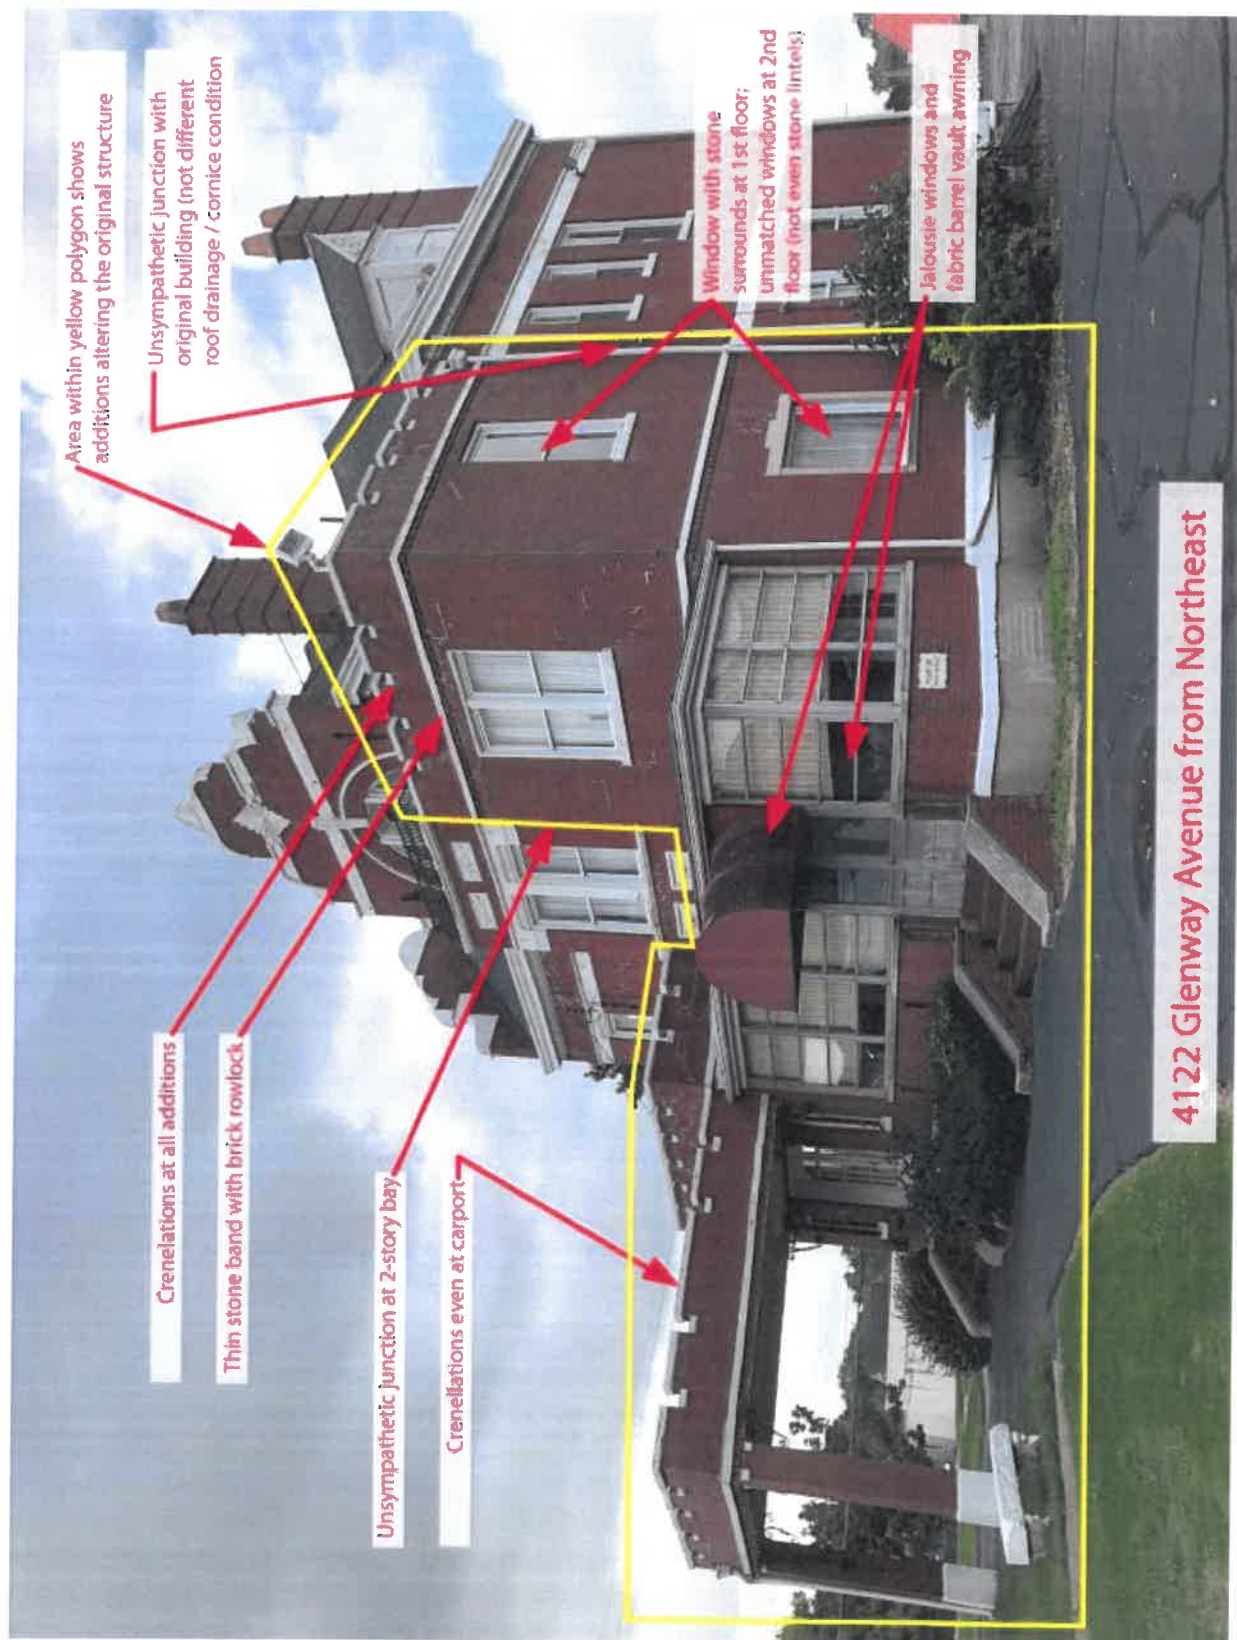 Area within yellow polygon shows
additions altering the original structure
Unsympathetic junction with
original building (not different
roof drainage / cornice condition
Crenelations at all additions
Thin stone band with brick rowlock
Unsympathetic junction at 2-story bay
Crenellations even at carport
Window with stone
surrounds at 1st floor;
unmatched windows at 2nd
floor (not even stone lintels)
Jalousie windows and
fabric barrel vault awning
4122 Glenway Avenue from Northeast